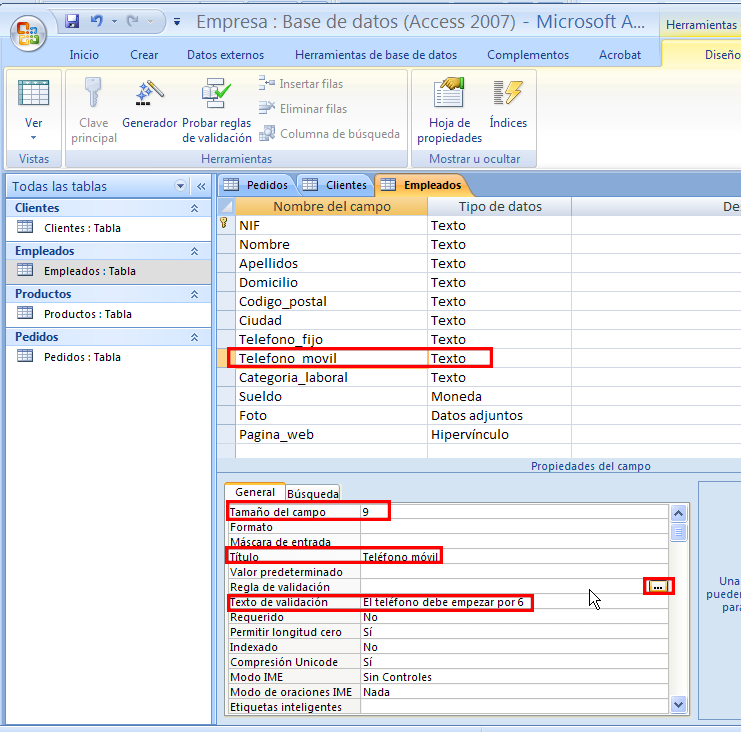 Empresa : Base de datos (Access 2007) - Microsoft A...
Herramientas
Inicio
Crear
Datos externos
Herramientas de base de datos
Complementos
Acrobat
Diseño
Ver
Clave principal
Generador
Probar reglas de validación
Insertar filas
Eliminar filas
Columna de búsqueda
Hoja de propiedades
Índices
Vistas
Herramientas
Mostrar u ocultar
Todas las tablas
«
Clientes
Clientes : Tabla
Empleados
Empleados : Tabla
Productos
Productos : Tabla
Pedidos
Pedidos : Tabla
Pedidos
Clientes
Empleados
Nombre del campo Tipo de datos De
NIF Texto
Nombre Texto
Apellidos Texto
Domicilio Texto
Codigo_postal Texto
Ciudad Texto
Telefono_fijo Texto
Telefono_movil Texto
Categoria_laboral Texto
Sueldo Moneda
Foto Datos adjuntos
Pagina_web Hipervínculo
Propiedades del campo
General Búsqueda
Tamaño del campo 9
Formato
Máscara de entrada
Título Teléfono móvil
Valor predeterminado
Regla de validación ...
Texto de validación El teléfono debe empezar por 6
Requerido No
Permitir longitud cero Sí
Indexado No
Compresión Unicode Sí
Modo IME Sin Controles
Modo de oraciones IME Nada
Etiquetas inteligentes
Una
pueden
para